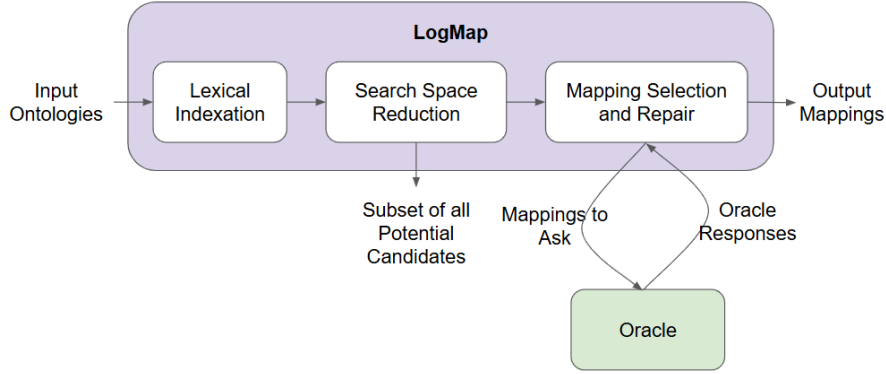 LogMap
Input
Ontologies
Lexical
Indexation
Search Space
Reduction
Mapping Selection
and Repair
Output
Mappings
Subset of all
Potential
Candidates
Mappings to
Ask
Oracle
Responses
Oracle